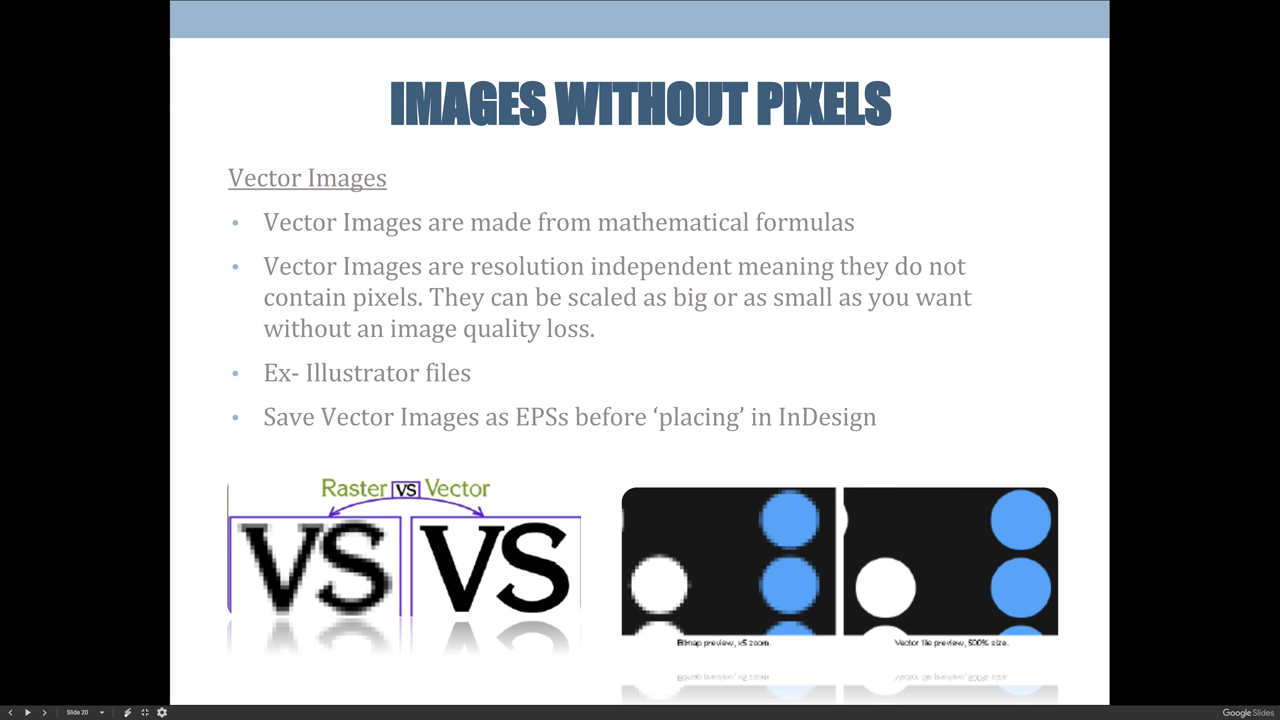 IMAGES WITHOUT PIXELS
Vector Images
• Vector Images are made from mathematical formulas
• Vector Images are resolution independent meaning they do not
contain pixels. They can be scaled as big or as small as you want
without an image quality loss.
• Ex- Illustrator files
• Save Vector Images as EPSs before ‘placing’ in InDesign
Raster VS Vector
VS VS
Bitmap preview, x5 zoom. Vector file preview, 500% size.
Slide 20
Google Slides